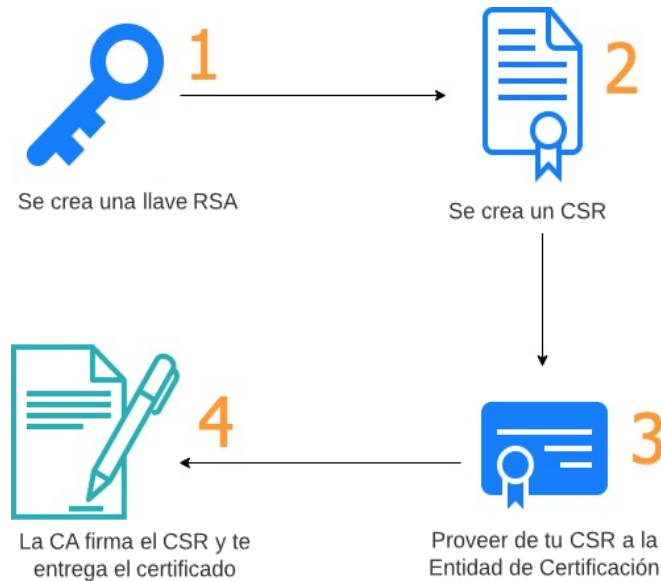 1
Se crea una llave RSA
2
Se crea un CSR
3
Proveer de tu CSR a la
Entidad de Certificación
4
La CA firma el CSR y te
entrega el certificado